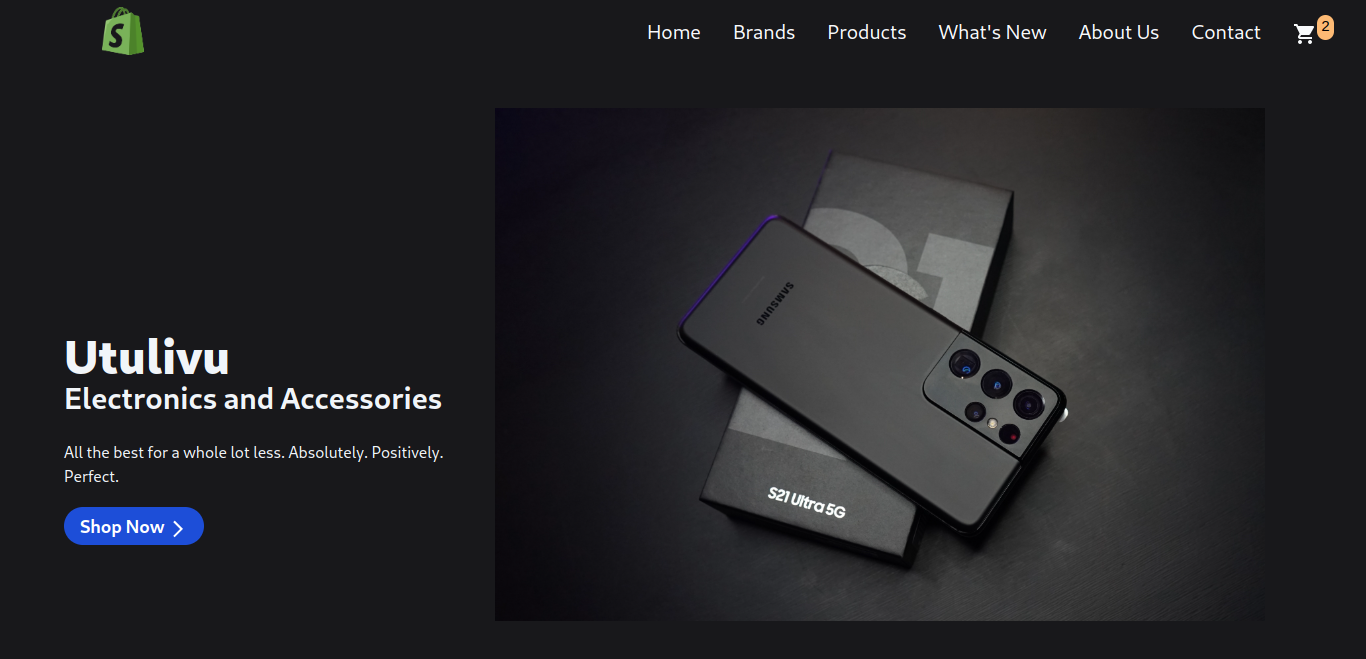 S
Home
Brands
Products
What's New
About Us
Contact
2
SAMSUNG
S21 Ultra 5G
Utulivu
Electronics and Accessories
All the best for a whole lot less. Absolutely. Positively.
Perfect.
Shop Now